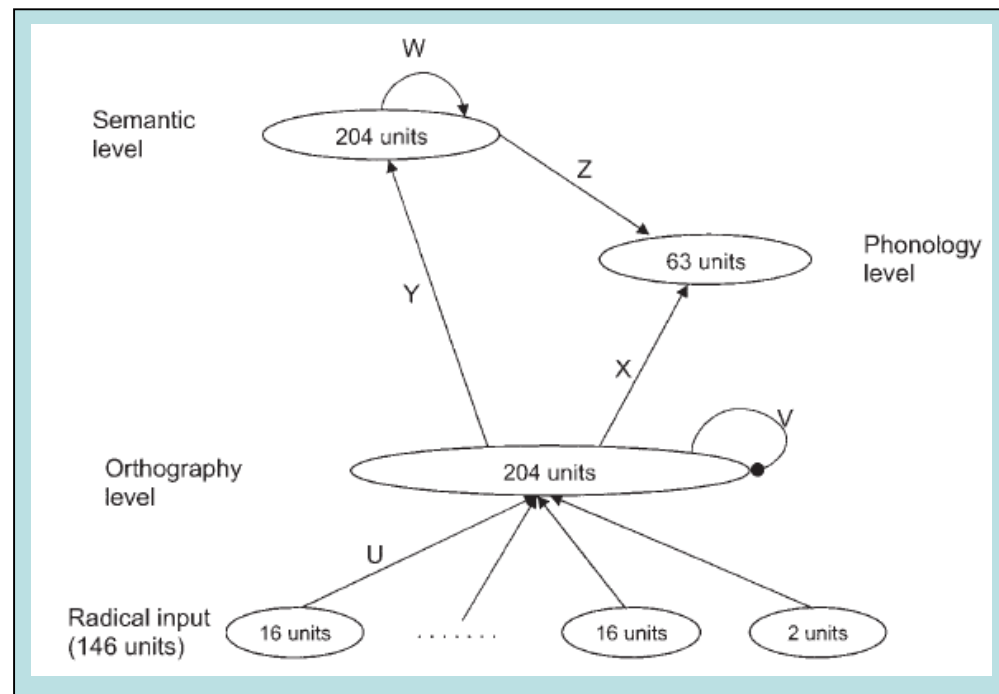 W
Semantic
level
204 units
Z
63 units
Phonology
level
Y
X
V
Orthography
level
204 units
U
Radical input
(146 units)
16 units
.......
16 units
2 units